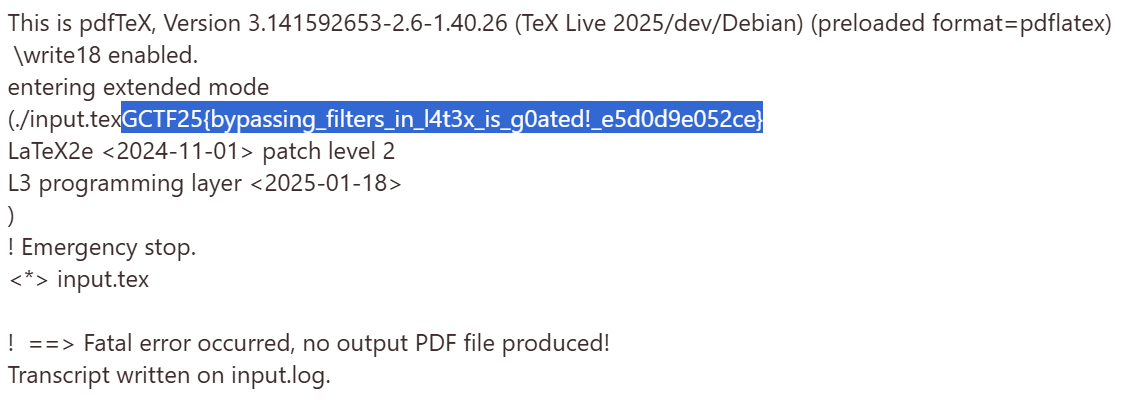 This is pdfTeX, Version 3.141592653-2.6-1.40.26 (TeX Live 2025/dev/Debian) (preloaded format=pdflatex)
 \write18 enabled.
entering extended mode
(./input.texGCTF25{bypassing_filters_in_l4t3x_is_g0ated!_e5d0d9e052ce}
LaTeX2e <2024-11-01> patch level 2
L3 programming layer <2025-01-18>
)
! Emergency stop.
<*> input.tex

!  ==> Fatal error occurred, no output PDF file produced!
Transcript written on input.log.